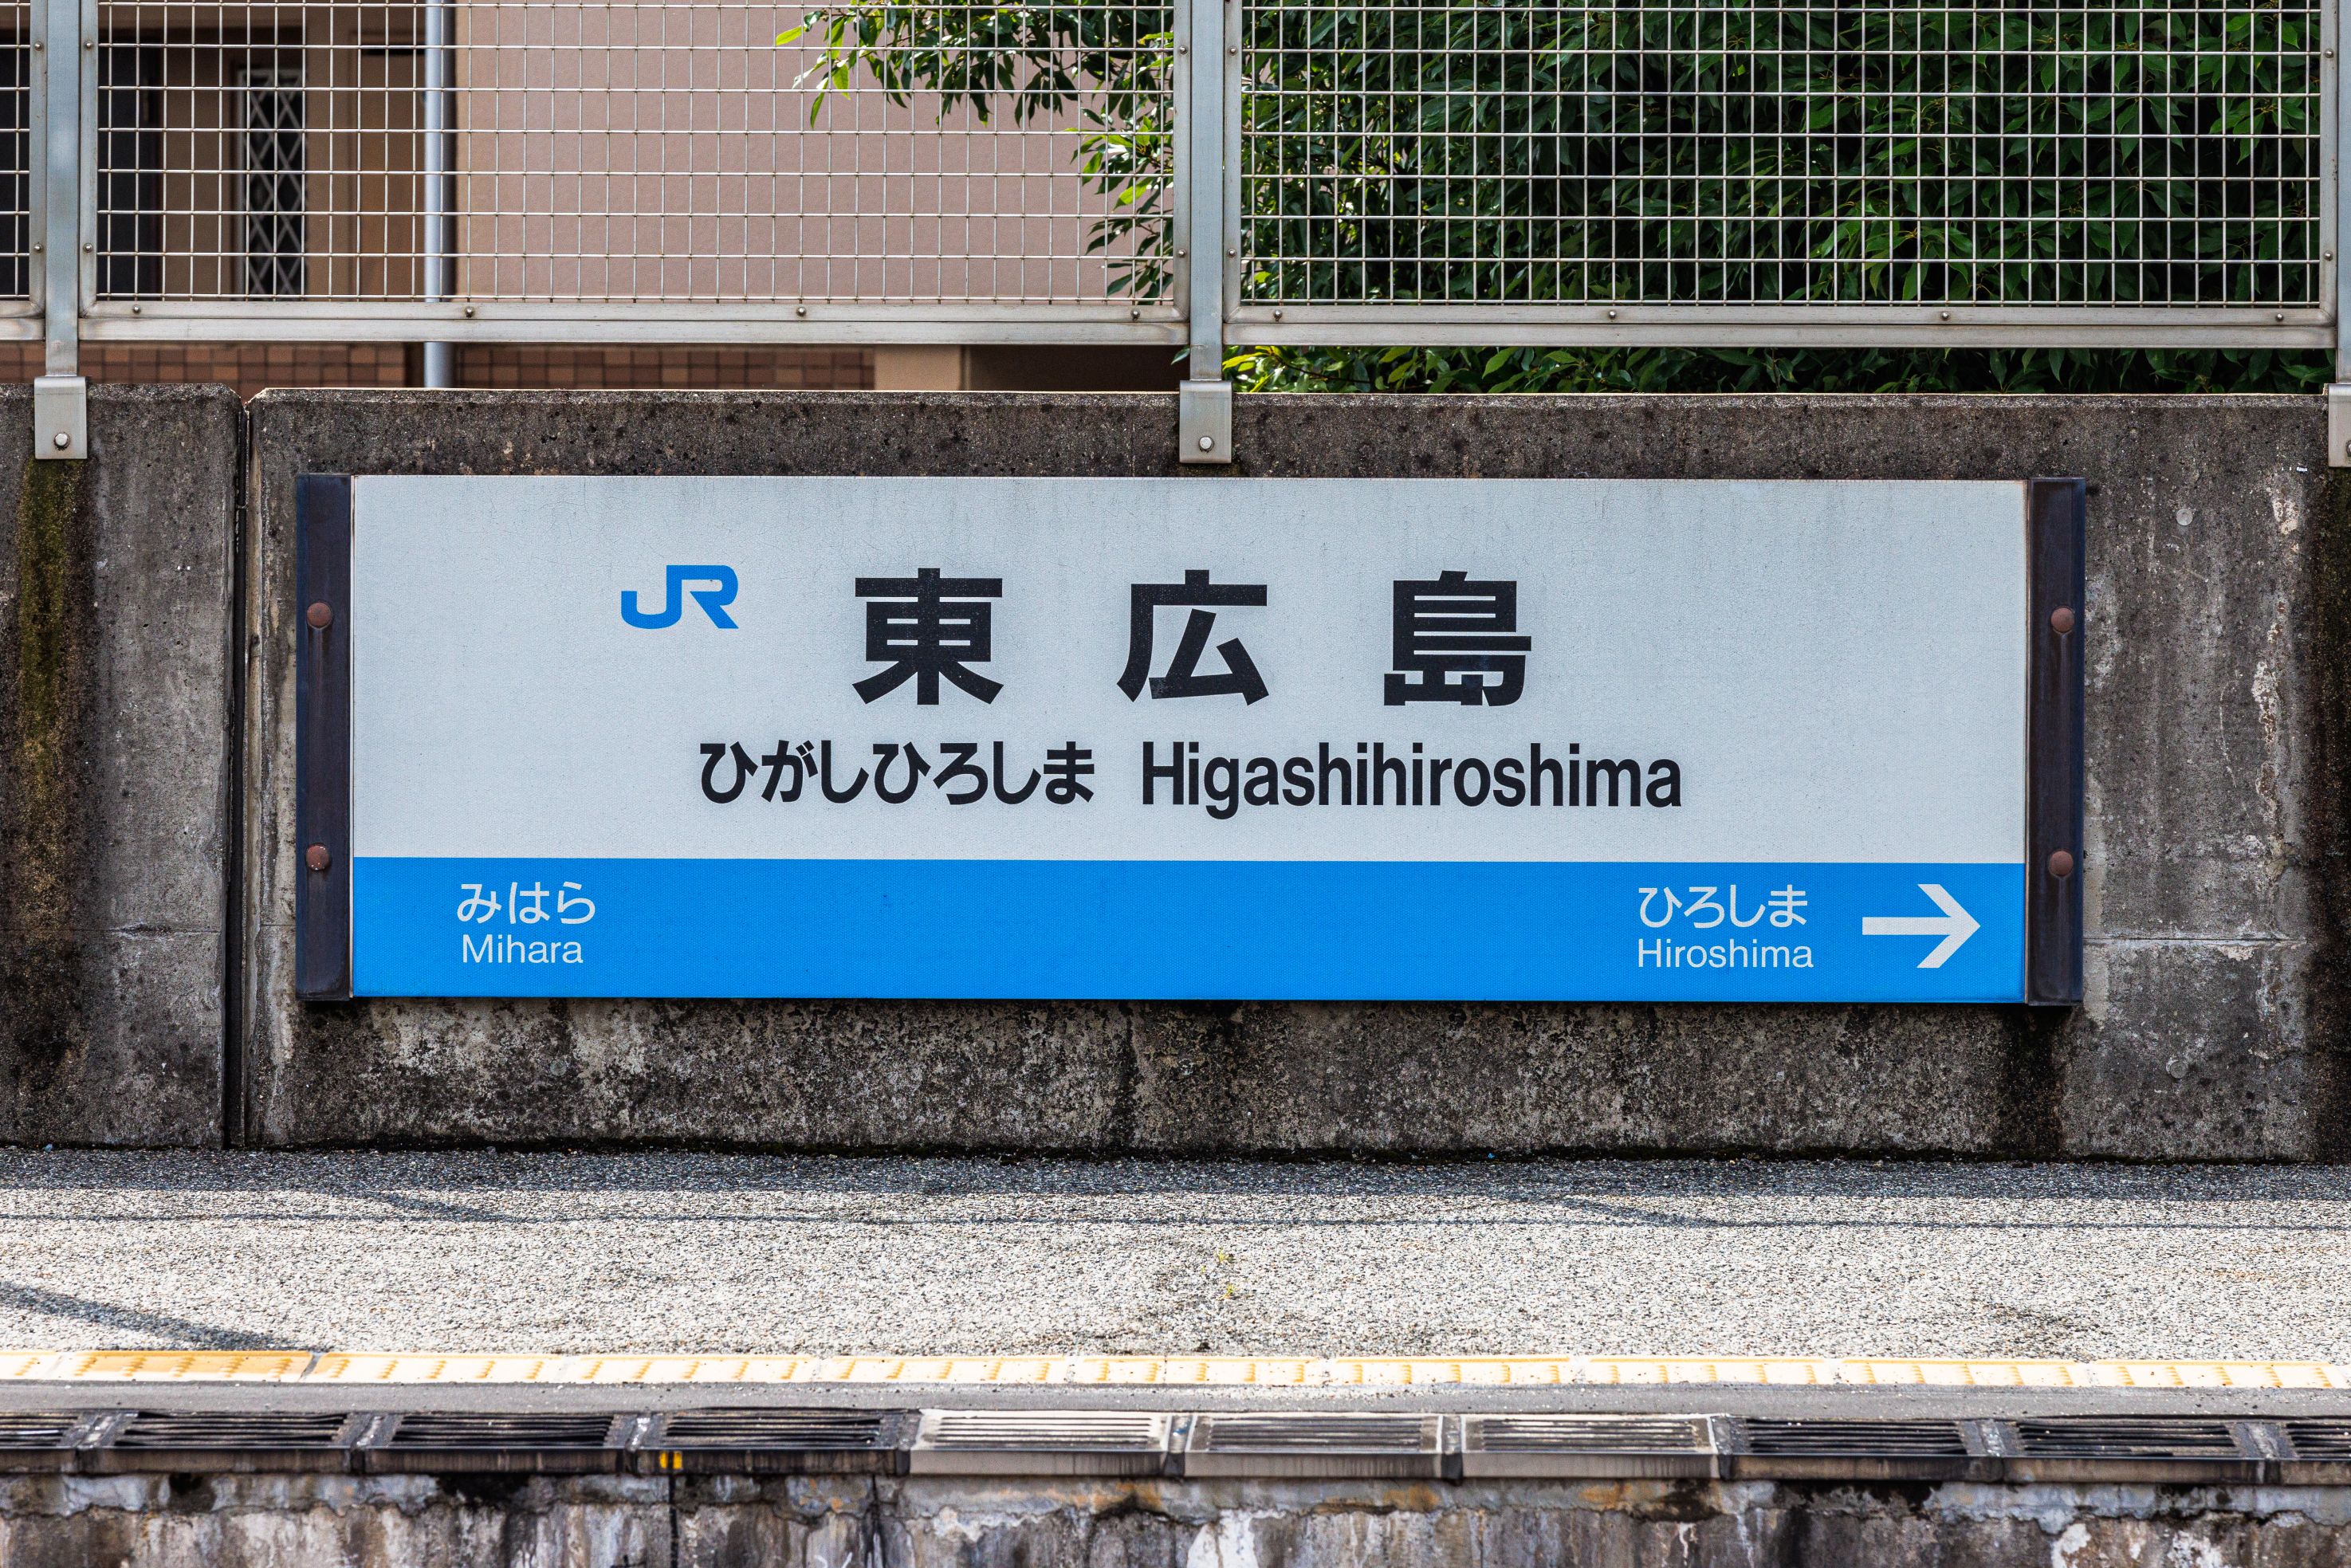 JR 東広島
ひがしひろしま Higashihiroshima
みはら ひろしま →
Mihara Hiroshima